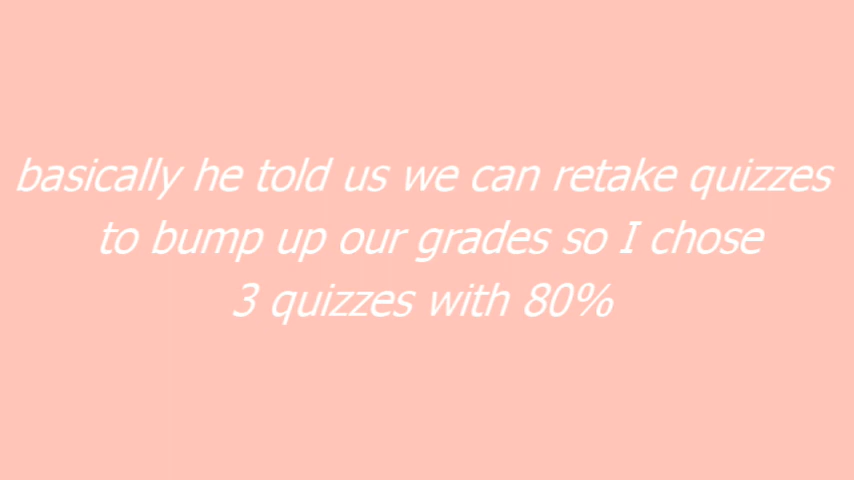 basically he told us we can retake quizzes
to bump up our grades so I chose
3 quizzes with 80%